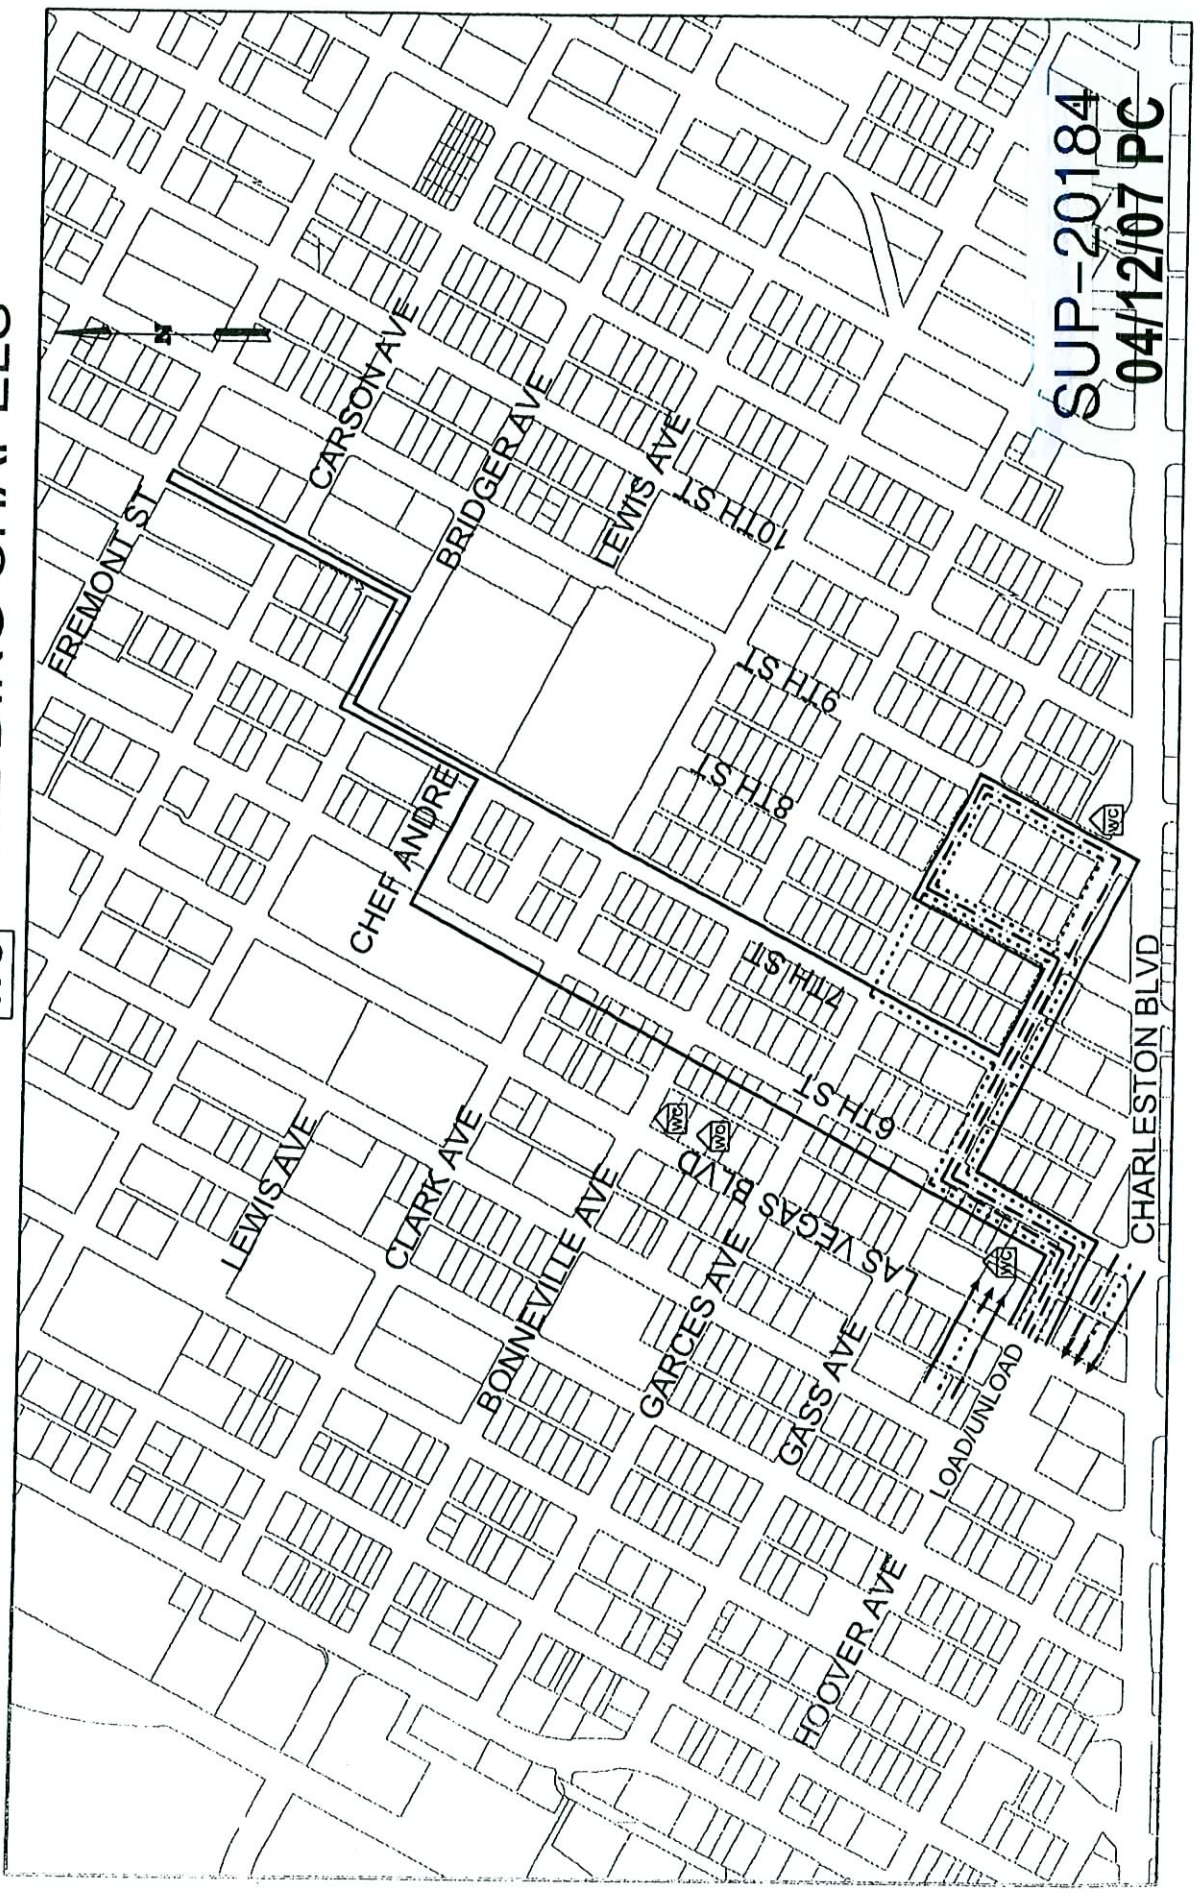 FREMONT ST
CARSON AVE
BRIDGER AVE
LEWIS AVE
10TH ST
9TH ST
8TH ST
CHEF ANDRE
7TH ST
6TH ST
LAS VEGAS BLVD
LEWIS AVE
CLARK AVE
BONNEVILLE AVE
GARCES AVE
GASS AVE
HOOVER AVE
LOAD/UNLOAD
CHARLESTON BLVD
WC
WC
WC
WC
N
SUP-20184
04/12/07 PC